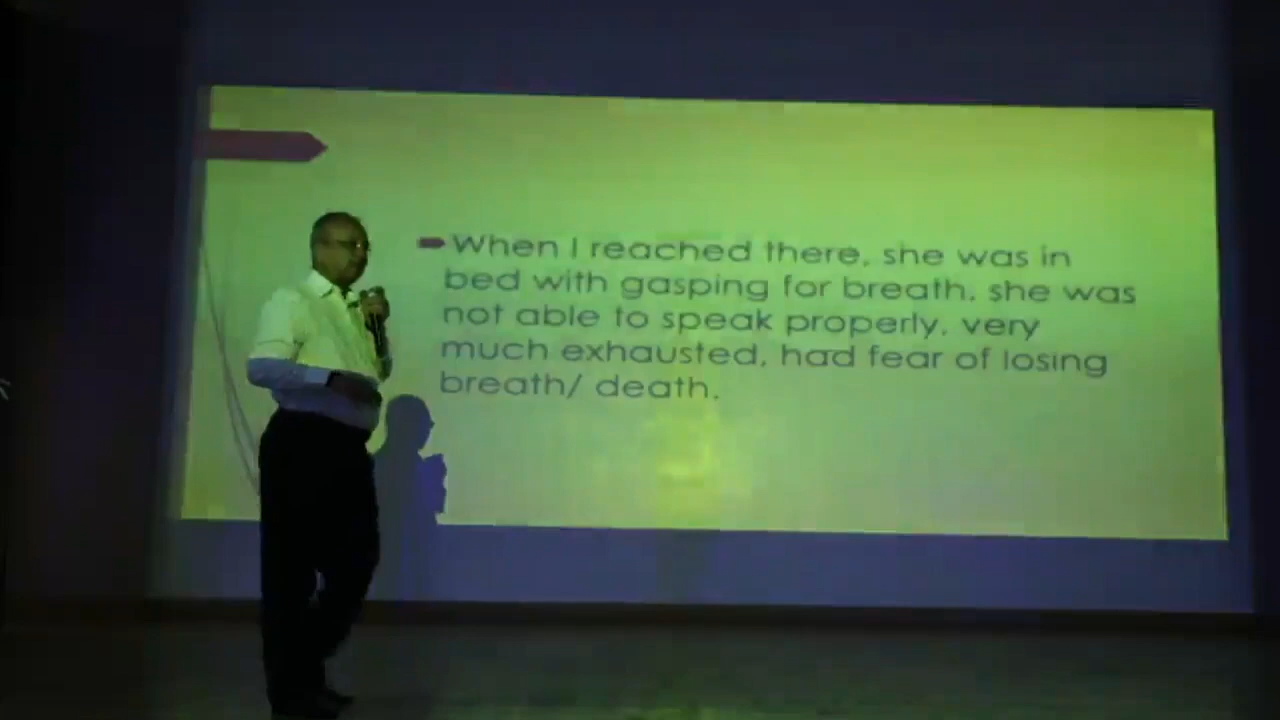 When I reached there, she was in
bed with gasping for breath. she was
not able to speak properly. very
much exhausted, had fear of losing
breath/ death.